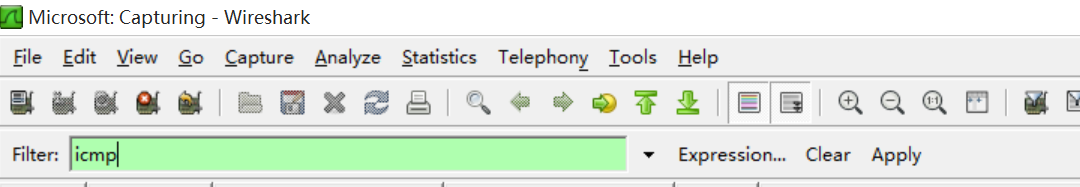 Microsoft: Capturing - Wireshark
File Edit View Go Capture Analyze Statistics Telephony Tools Help
Filter: icmp Expression... Clear Apply